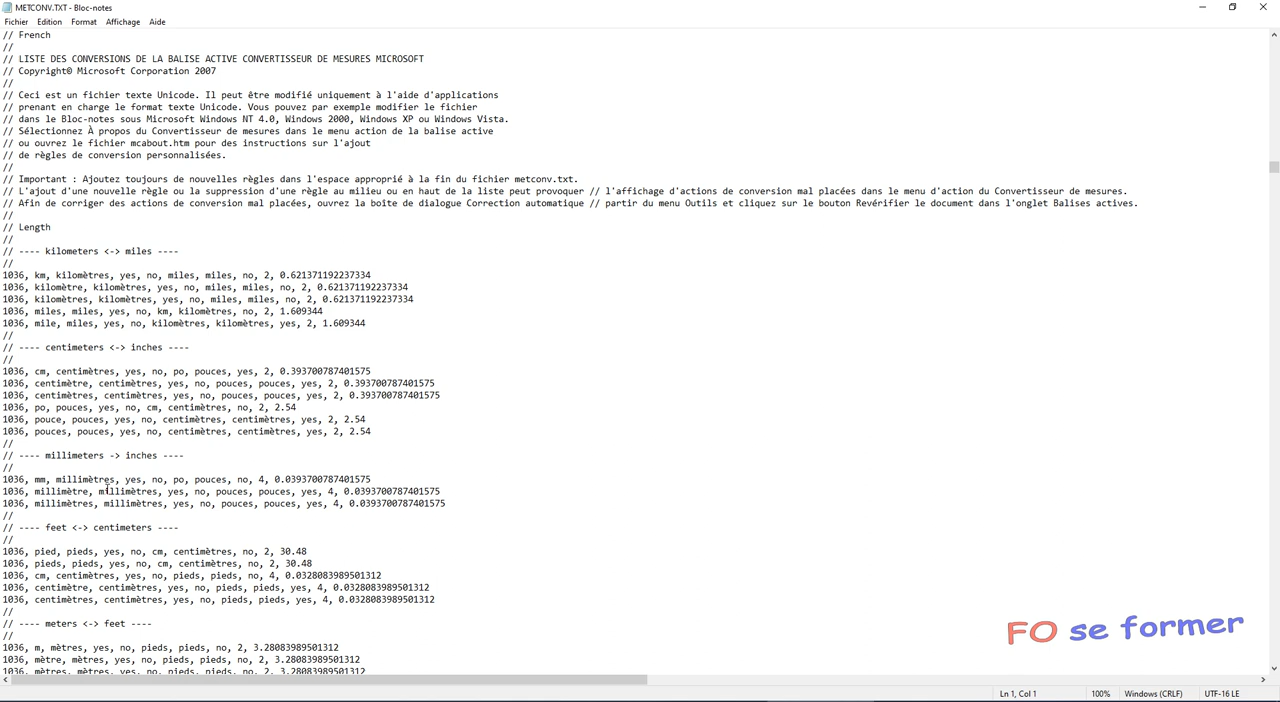 METCONV.TXT - Bloc-notes
Fichier Edition Format Affichage Aide
// French
//
// LISTE DES CONVERSIONS DE LA BALISE ACTIVE CONVERTISSEUR DE MESURES MICROSOFT
// Copyright© Microsoft Corporation 2007
//
// Ceci est un fichier texte Unicode. Il peut être modifié uniquement à l'aide d'applications
// prenant en charge le format texte Unicode. Vous pouvez par exemple modifier le fichier
// dans le Bloc-notes sous Microsoft Windows NT 4.0, Windows 2000, Windows XP ou Windows Vista.
// Sélectionnez À propos du Convertisseur de mesures dans le menu action de la balise active
// ou ouvrez le fichier mcabout.htm pour des instructions sur l'ajout
// de règles de conversion personnalisées.
//
// Important : Ajoutez toujours de nouvelles règles dans l'espace approprié à la fin du fichier metconv.txt.
// L'ajout d'une nouvelle règle ou la suppression d'une règle au milieu ou en haut de la liste peut provoquer // l'affichage d'actions de conversion mal placées dans le menu d'action du Convertisseur de mesures.
// Afin de corriger des actions de conversion mal placées, ouvrez la boîte de dialogue Correction automatique // partir du menu Outils et cliquez sur le bouton Revérifier le document dans l'onglet Balises actives.
//
// Length
//
// ---- kilometers <-> miles ----
//
1036, km, kilomètres, yes, no, miles, miles, no, 2, 0.621371192237334
1036, kilomètre, kilomètres, yes, no, miles, miles, no, 2, 0.621371192237334
1036, kilomètres, kilomètres, yes, no, miles, miles, no, 2, 0.621371192237334
1036, miles, miles, yes, no, km, kilomètres, no, 2, 1.609344
1036, mile, miles, yes, no, kilomètres, kilomètres, yes, 2, 1.609344
//
// ---- centimeters <-> inches ----
//
1036, cm, centimètres, yes, no, po, pouces, yes, 2, 0.393700787401575
1036, centimètre, centimètres, yes, no, pouces, pouces, yes, 2, 0.393700787401575
1036, centimètres, centimètres, yes, no, pouces, pouces, yes, 2, 0.393700787401575
1036, po, pouces, yes, no, cm, centimètres, no, 2, 2.54
1036, pouce, pouces, yes, no, centimètres, centimètres, yes, 2, 2.54
1036, pouces, pouces, yes, no, centimètres, centimètres, yes, 2, 2.54
//
// ---- millimeters -> inches ----
//
1036, mm, millimètres, yes, no, po, pouces, no, 4, 0.0393700787401575
1036, millimètre, millimètres, yes, no, pouces, pouces, yes, 4, 0.0393700787401575
1036, millimètres, millimètres, yes, no, pouces, pouces, yes, 4, 0.0393700787401575
//
// ---- feet <-> centimeters ----
//
1036, pied, pieds, yes, no, cm, centimètres, no, 2, 30.48
1036, pieds, pieds, yes, no, cm, centimètres, no, 2, 30.48
1036, cm, centimètres, yes, no, pieds, pieds, no, 4, 0.0328083989501312
1036, centimètre, centimètres, yes, no, pieds, pieds, yes, 4, 0.0328083989501312
1036, centimètres, centimètres, yes, no, pieds, pieds, yes, 4, 0.0328083989501312
//
// ---- meters <-> feet ----
//
1036, m, mètres, yes, no, pieds, pieds, no, 2, 3.28083989501312
1036, mètre, mètres, yes, no, pieds, pieds, no, 2, 3.28083989501312
1036, mètres, mètres, yes, no, pieds, pieds, no, 2, 3.28083989501312
FO se former
Ln 1, Col 1 100% Windows (CRLF) UTF-16 LE